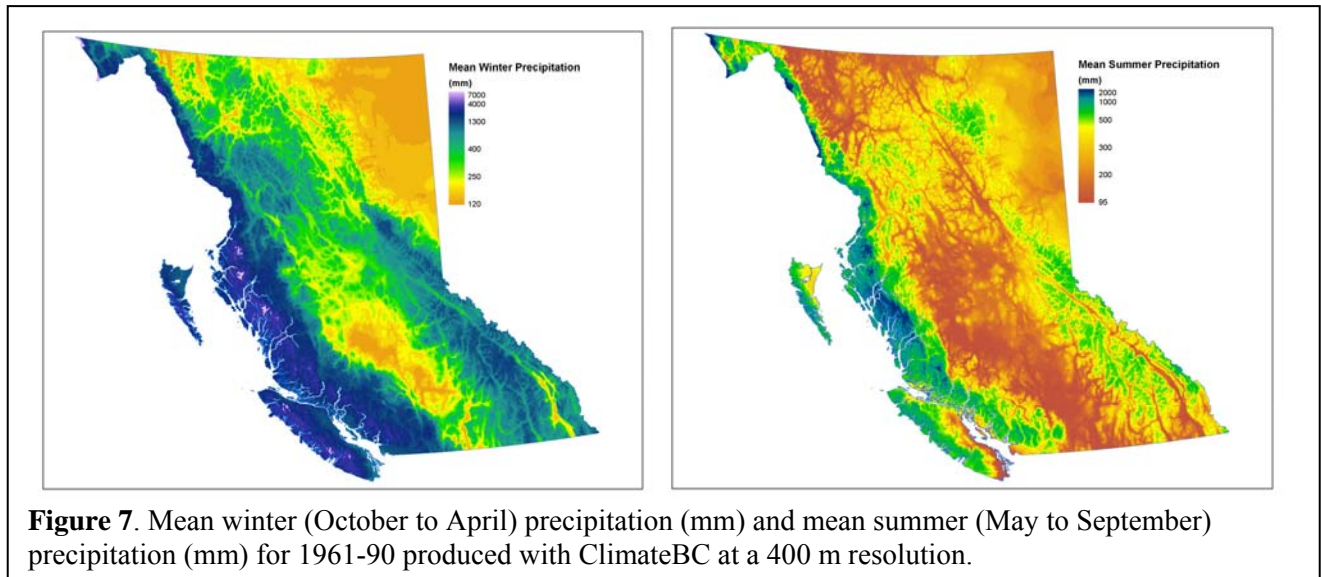 Mean Winter Precipitation
(mm)
7000
4000
1300
400
250
120
Mean Summer Precipitation
(mm)
2000
1000
500
300
200
95
Figure 7. Mean winter (October to April) precipitation (mm) and mean summer (May to September)
precipitation (mm) for 1961-90 produced with ClimateBC at a 400 m resolution.